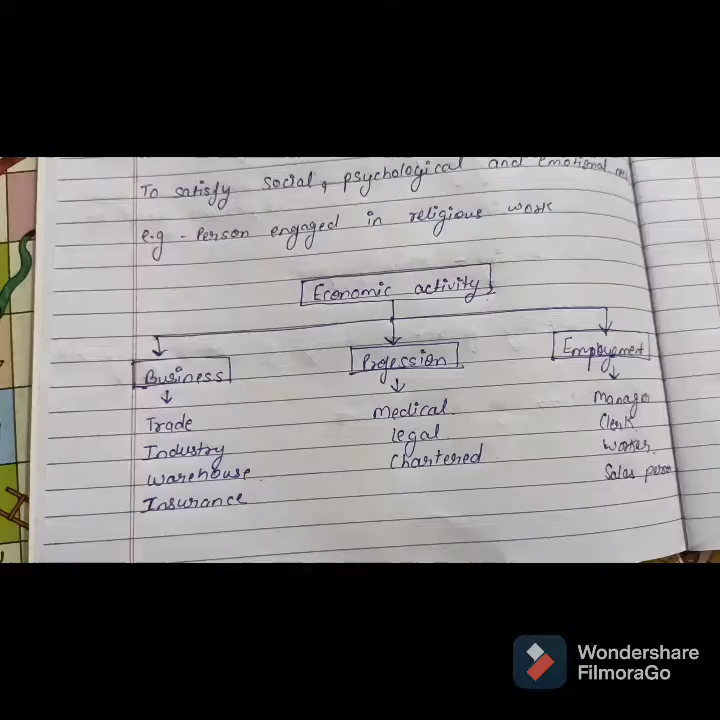 To satisfy social, psychological and emotional
e.g - Person engaged in religious work
Economic activity
Business
Profession
Employment
Trade
Industry
warehouse
Insurance
Medical
legal
Chartered
Manager
Clerk
worker
Sales person
Wondershare
FilmoraGo